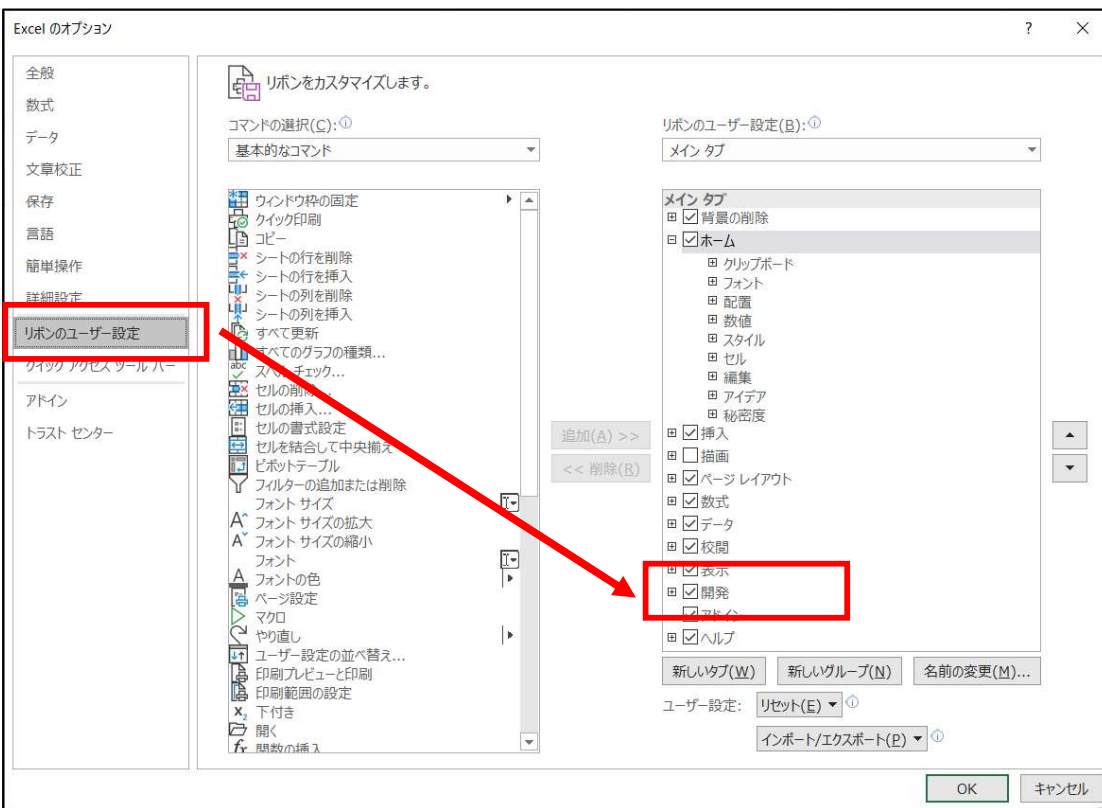 Excel のオプション
?
全般
数式
データ
文章校正
保存
言語
簡単操作
詳細設定
リボンのユーザー設定
クイック アクセス ツール バー
アドイン
トラスト センター
リボンをカスタマイズします。
コマンドの選択(C):
基本的なコマンド
ウィンドウ枠の固定
クイック印刷
コピー
シートの行を削除
シートの行を挿入
シートの列を削除
シートの列を挿入
すべて更新
すべてのグラフの種類...
スペル チェック...
セルの削除...
セルの挿入...
セルの書式設定
セルを結合して中央揃え
ピボットテーブル
フィルターの追加または削除
フォント サイズ
フォント サイズの拡大
フォント サイズの縮小
フォント
フォントの色
ページ設定
マクロ
やり直し
ユーザー設定の並べ替え...
印刷プレビューと印刷
印刷範囲の設定
下付き
開く
関数の挿入
追加(A) >>
<< 削除(R)
リボンのユーザー設定(B):
メイン タブ
メイン タブ
背景の削除
ホーム
クリップボード
フォント
配置
数値
スタイル
セル
編集
アイデア
秘密度
挿入
描画
ページ レイアウト
数式
データ
校閲
表示
開発
アドイン
ヘルプ
新しいタブ(W) 新しいグループ(N) 名前の変更(M)...
ユーザー設定: リセット(E)
インポート/エクスポート(P)
OK キャンセル